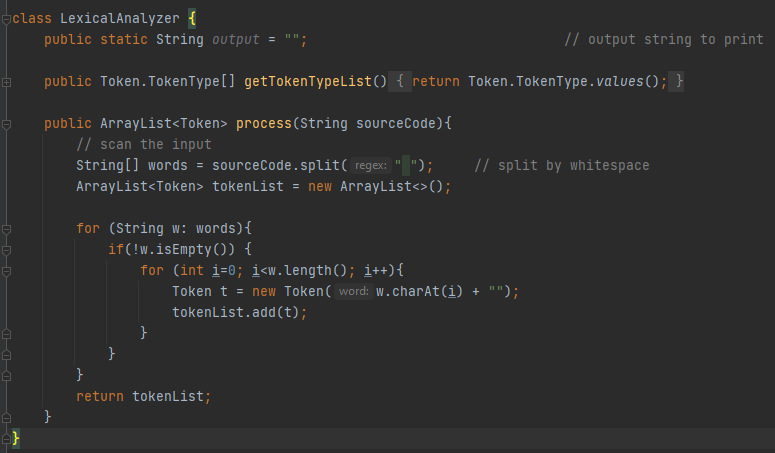 class LexicalAnalyzer {
    public static String output = "";                                // output string to print
    public Token.TokenType[] getTokenTypeList() { return Token.TokenType.values(); }
    public ArrayList<Token> process(String sourceCode){
        // scan the input
        String[] words = sourceCode.split( regex: " ");     // split by whitespace
        ArrayList<Token> tokenList = new ArrayList<>();
        for (String w: words){
            if(!w.isEmpty()) {
                for (int i=0; i<w.length(); i++){
                    Token t = new Token( word: w.charAt(i) + "");
                    tokenList.add(t);
                }
            }
        }
        return tokenList;
    }
}